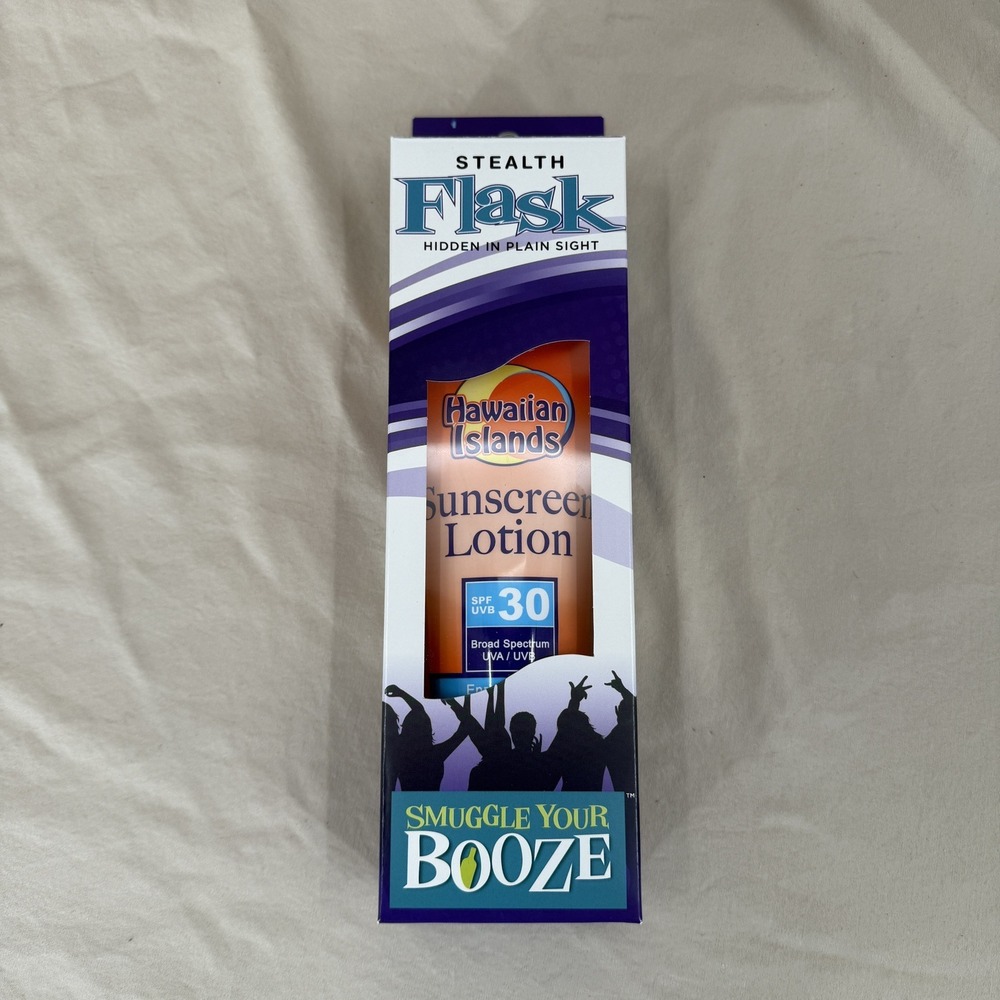 STEALTH
Flask
HIDDEN IN PLAIN SIGHT
Hawaiian
Islands
Sunscreen
Lotion
SPF
UVB 30
Broad Spectrum
UVA / UVB
™
SMUGGLE YOUR
BOOZE